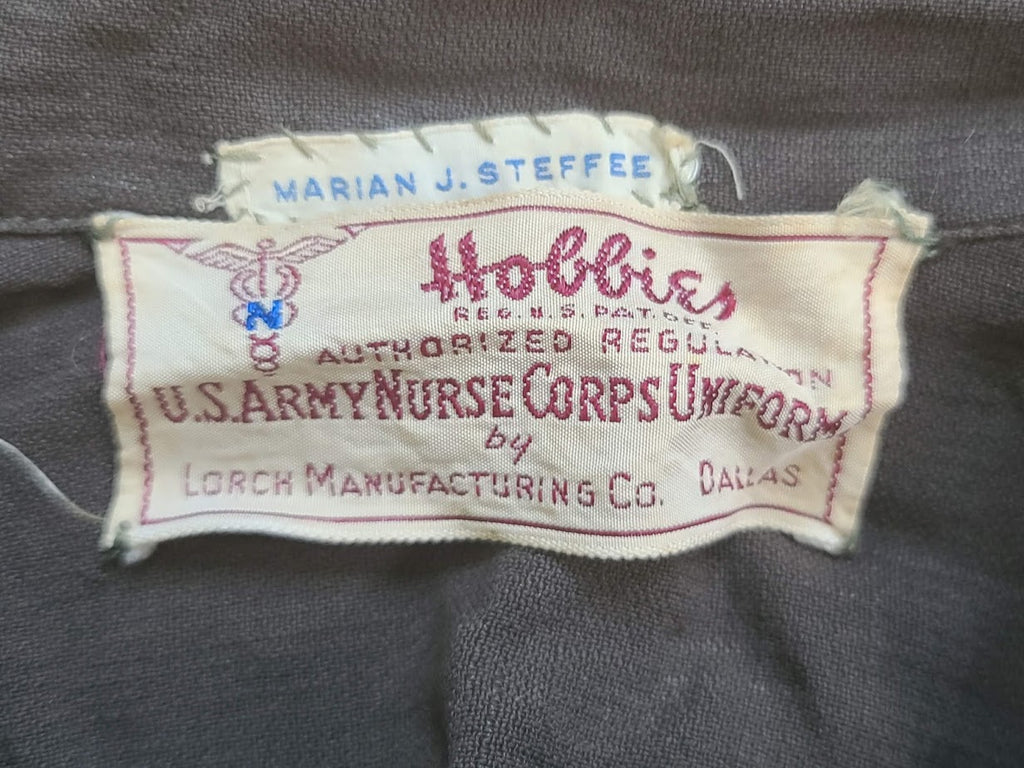 MARIAN J. STEFFEE
N
Hobbies
REG. U.S. PAT. OFF.
AUTHORIZED REGULATION
U.S. ARMY NURSE CORPS UNIFORM
by
LORCH MANUFACTURING CO. DALLAS